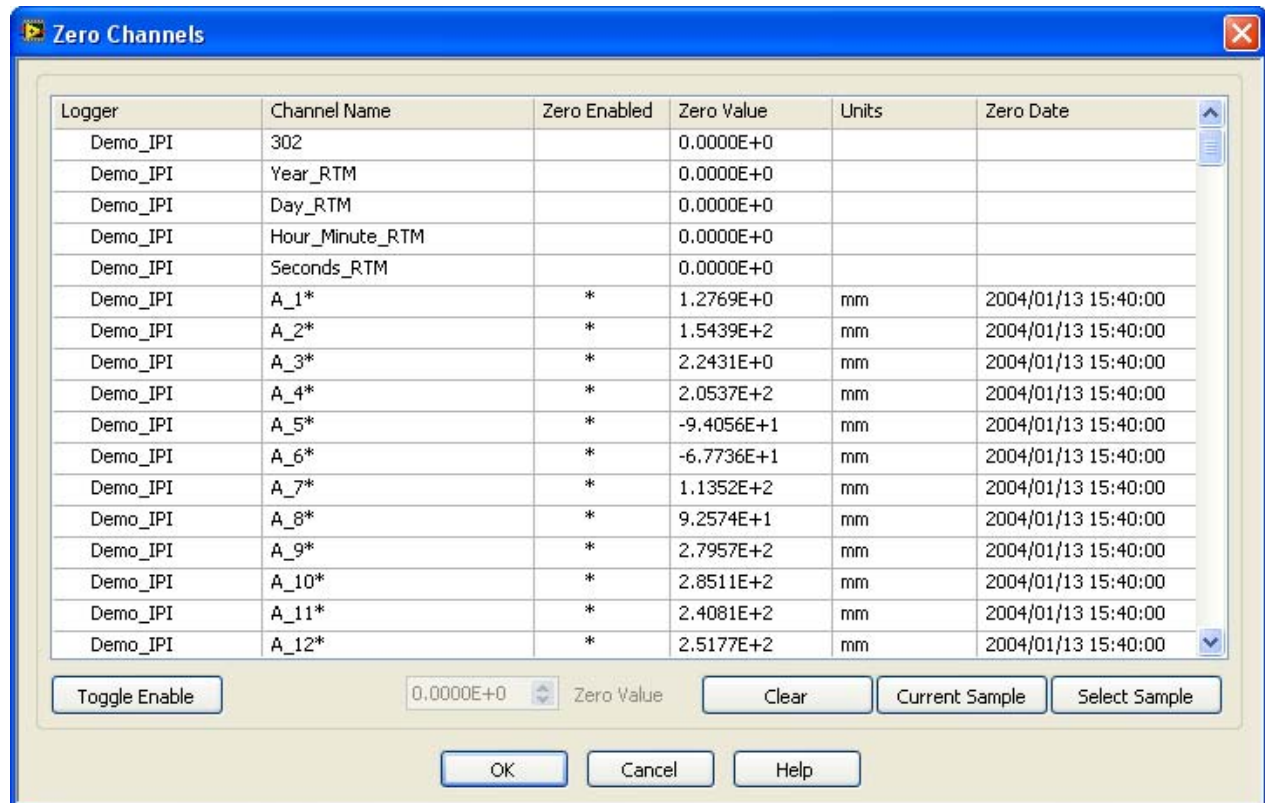 Zero Channels
Logger Channel Name Zero Enabled Zero Value Units Zero Date
Demo_IPI 302 0.0000E+0
Demo_IPI Year_RTM 0.0000E+0
Demo_IPI Day_RTM 0.0000E+0
Demo_IPI Hour_Minute_RTM 0.0000E+0
Demo_IPI Seconds_RTM 0.0000E+0
Demo_IPI A_1* * 1.2769E+0 mm 2004/01/13 15:40:00
Demo_IPI A_2* * 1.5439E+2 mm 2004/01/13 15:40:00
Demo_IPI A_3* * 2.2431E+0 mm 2004/01/13 15:40:00
Demo_IPI A_4* * 2.0537E+2 mm 2004/01/13 15:40:00
Demo_IPI A_5* * -9.4056E+1 mm 2004/01/13 15:40:00
Demo_IPI A_6* * -6.7736E+1 mm 2004/01/13 15:40:00
Demo_IPI A_7* * 1.1352E+2 mm 2004/01/13 15:40:00
Demo_IPI A_8* * 9.2574E+1 mm 2004/01/13 15:40:00
Demo_IPI A_9* * 2.7957E+2 mm 2004/01/13 15:40:00
Demo_IPI A_10* * 2.8511E+2 mm 2004/01/13 15:40:00
Demo_IPI A_11* * 2.4081E+2 mm 2004/01/13 15:40:00
Demo_IPI A_12* * 2.5177E+2 mm 2004/01/13 15:40:00
Toggle Enable 0.0000E+0 Zero Value Clear Current Sample Select Sample
OK Cancel Help